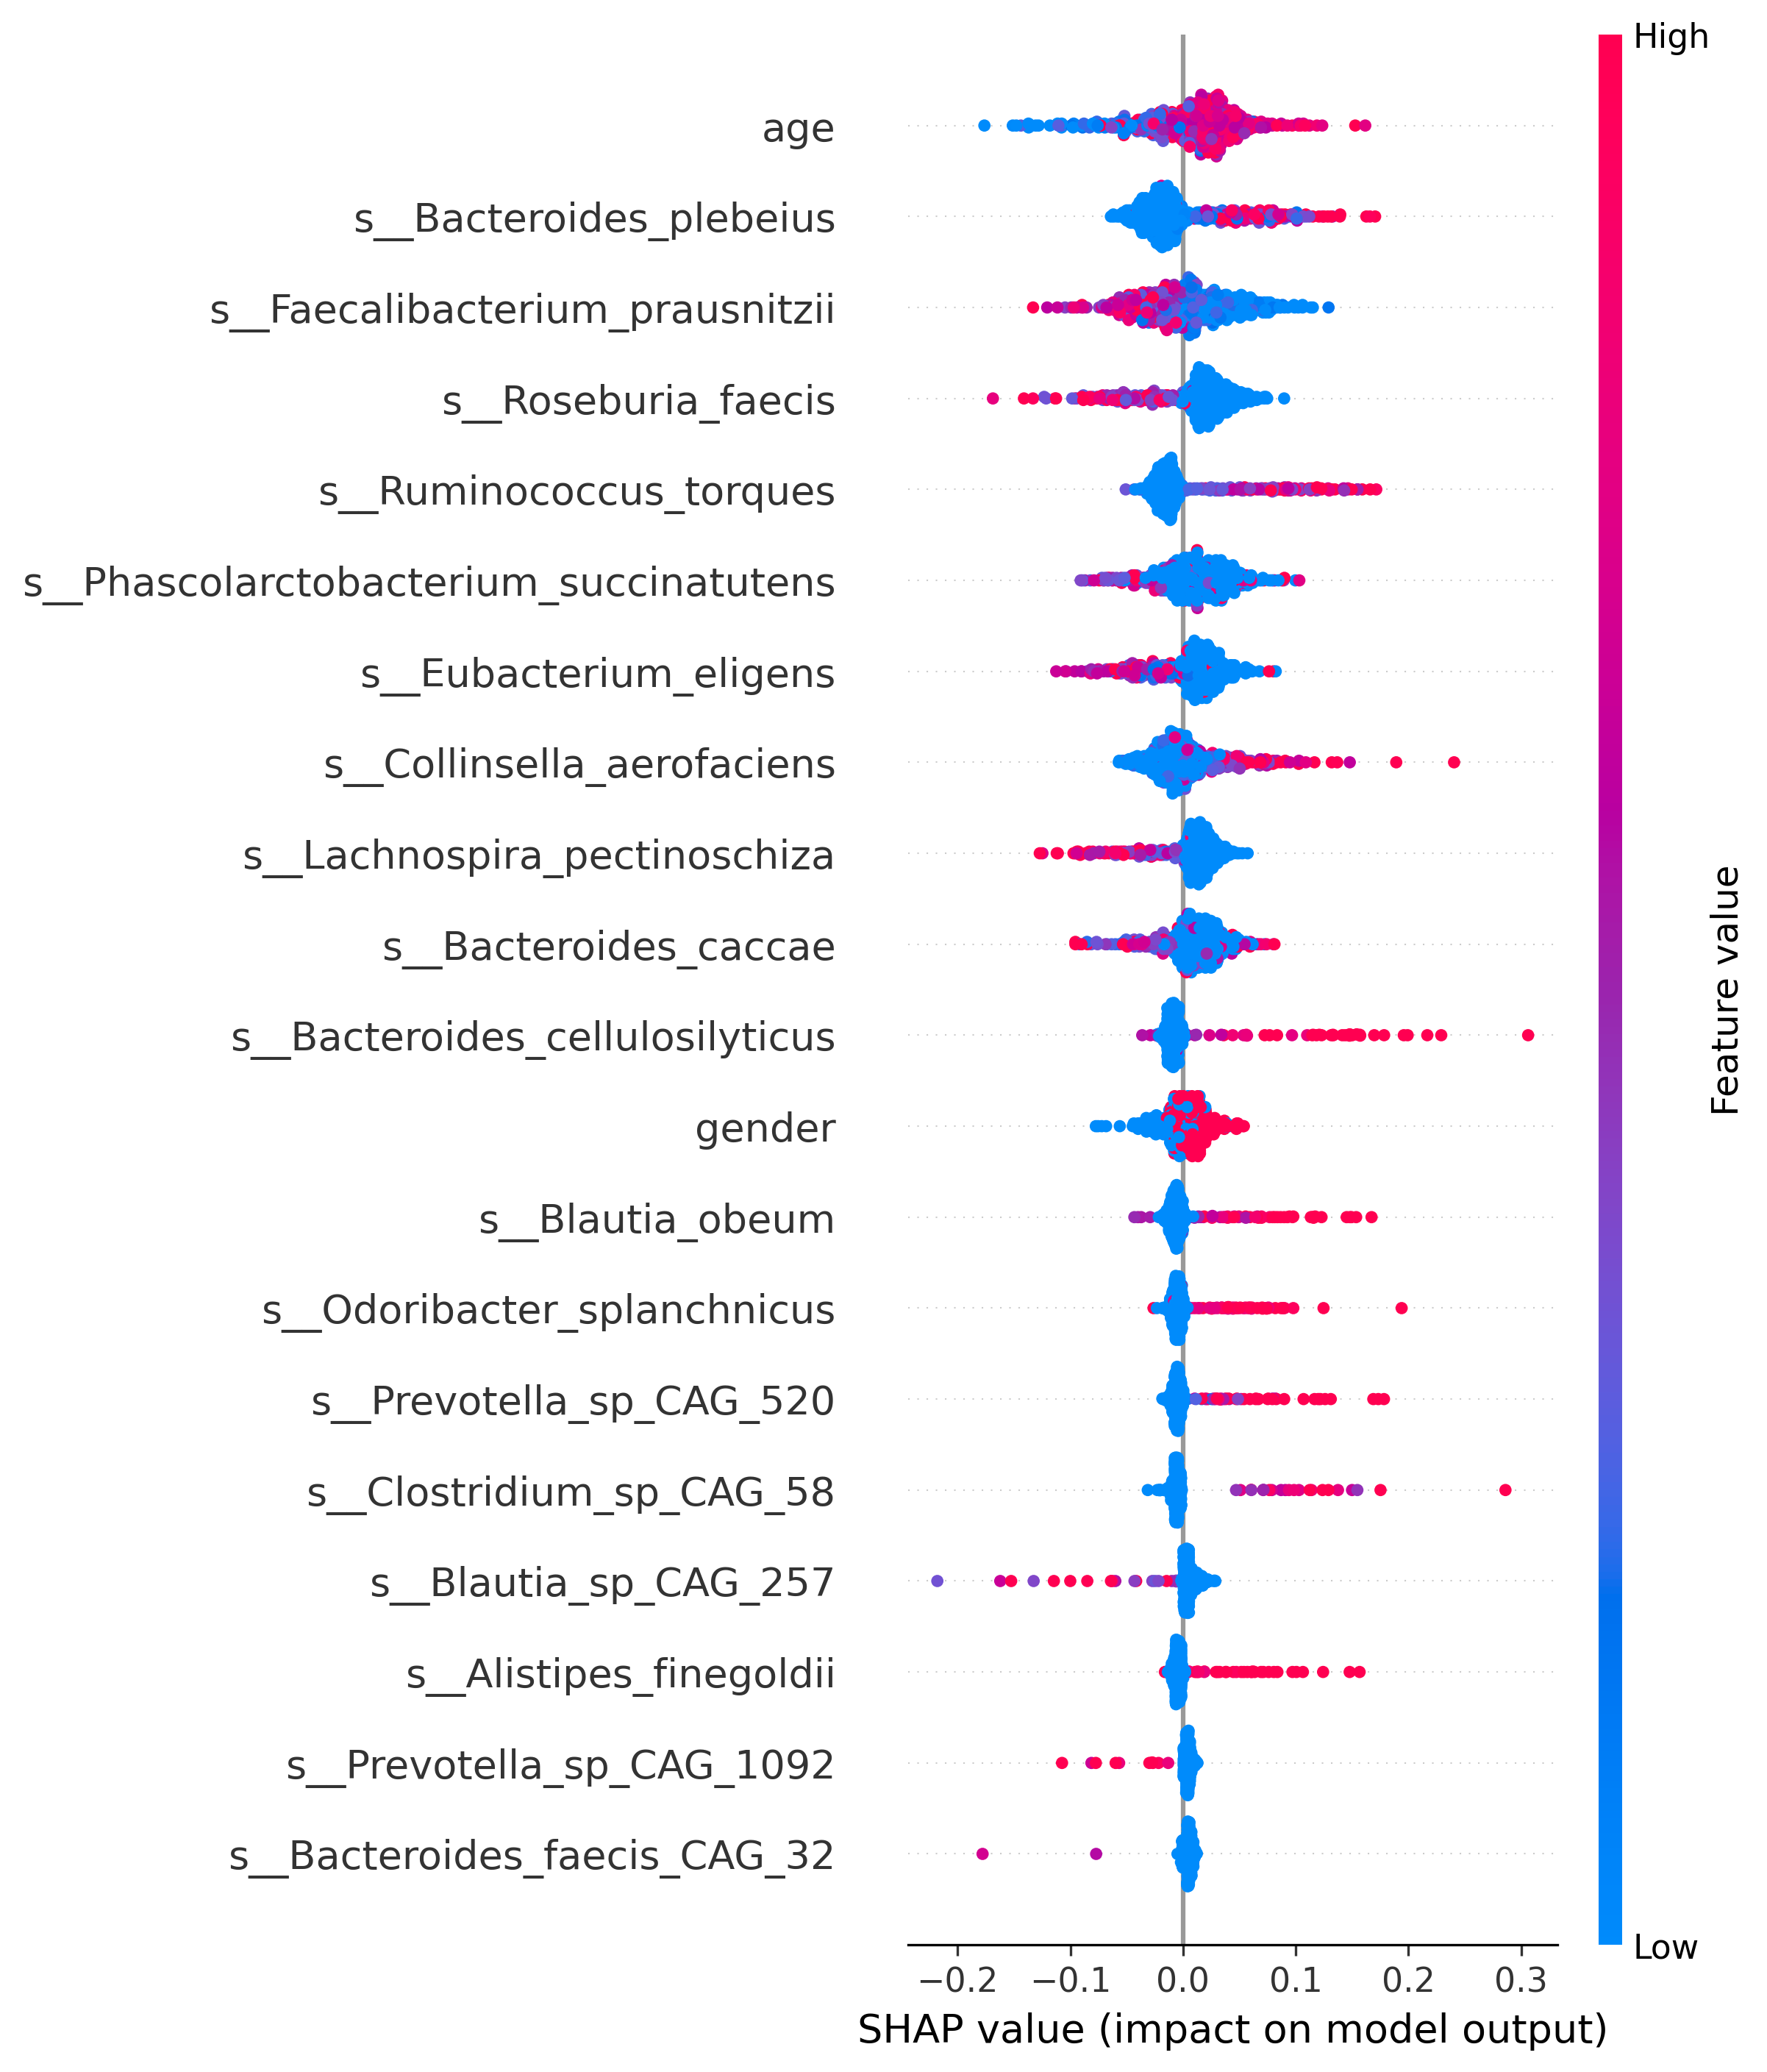 High
age
s__Bacteroides_plebeius
s__Faecalibacterium_prausnitzii
s__Roseburia_faecis
s__Ruminococcus_torques
s__Phascolarctobacterium_succinatutens
s__Eubacterium_eligens
s__Collinsella_aerofaciens
s__Lachnospira_pectinoschiza
s__Bacteroides_caccae
s__Bacteroides_cellulosilyticus
gender
s__Blautia_obeum
s__Odoribacter_splanchnicus
s__Prevotella_sp_CAG_520
s__Clostridium_sp_CAG_58
s__Blautia_sp_CAG_257
s__Alistipes_finegoldii
s__Prevotella_sp_CAG_1092
s__Bacteroides_faecis_CAG_32
Feature value
Low
−0.2 −0.1 0.0 0.1 0.2 0.3
SHAP value (impact on model output)